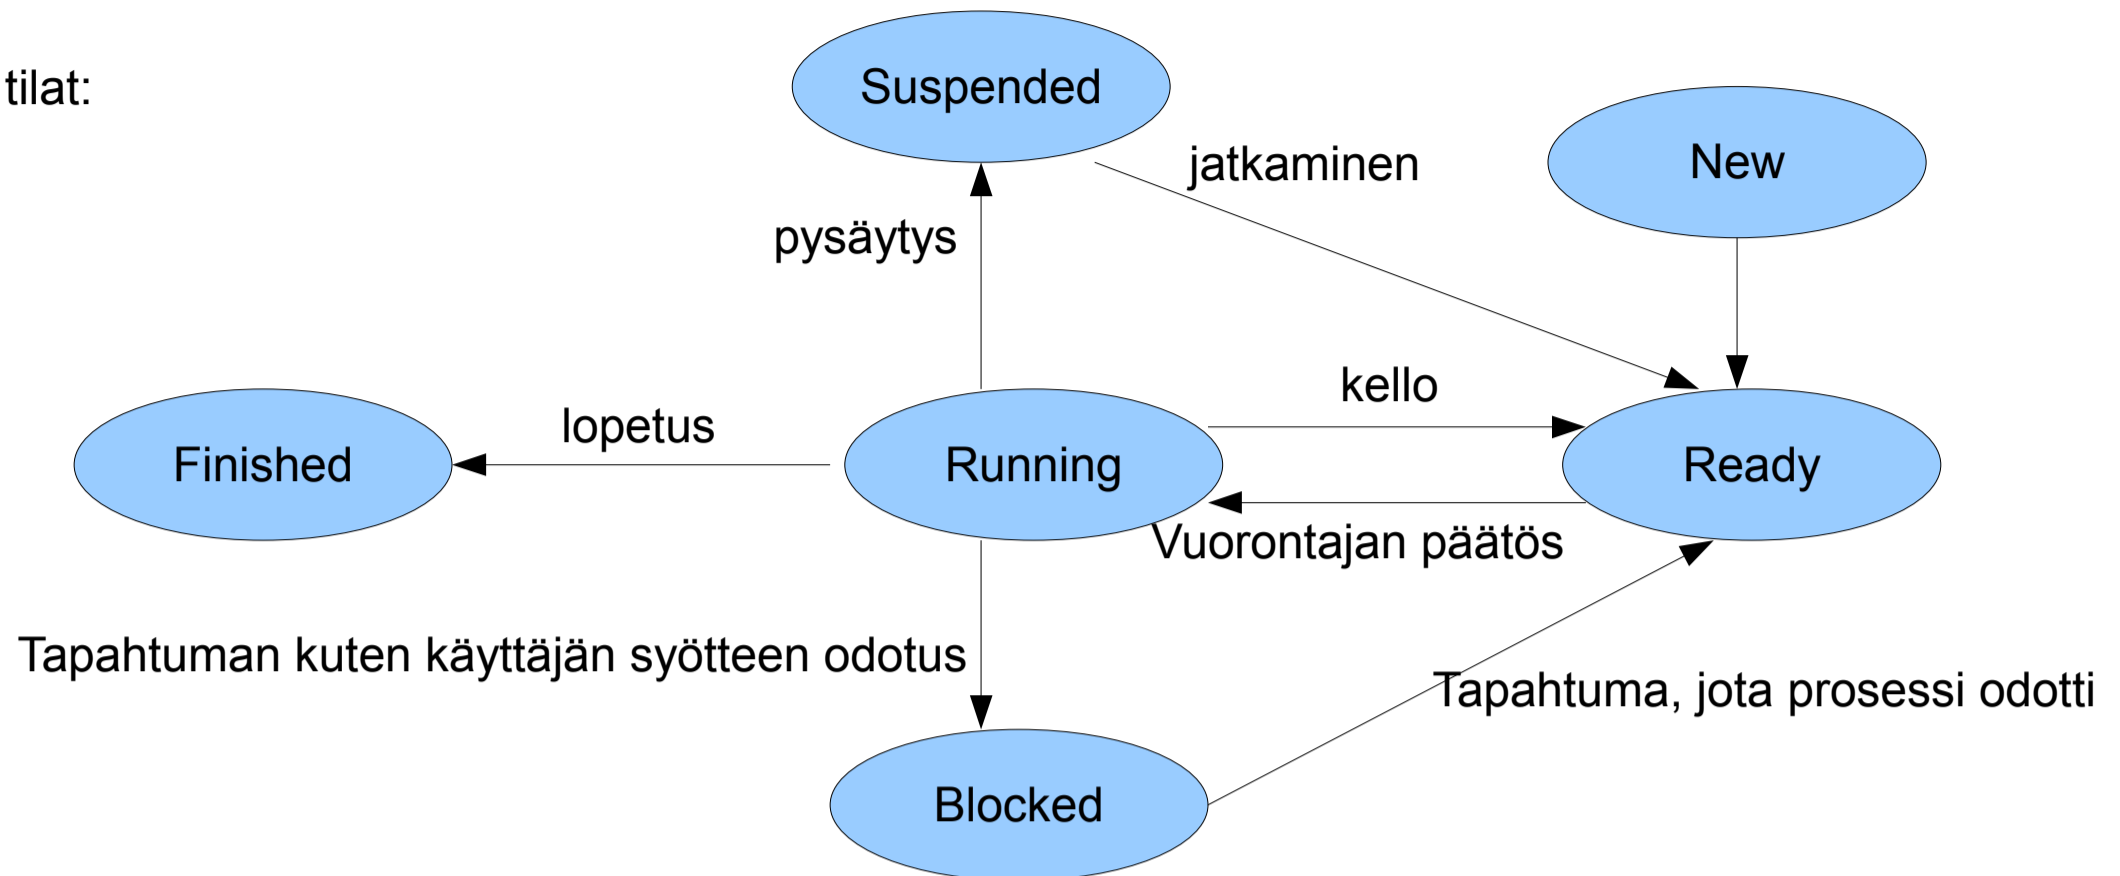 tilat:
Suspended
New
jatkaminen
pysäytys
kello
lopetus
Finished
Running
Ready
Vuorontajan päätös
Tapahtuman kuten käyttäjän syötteen odotus
Tapahtuma, jota prosessi odotti
Blocked